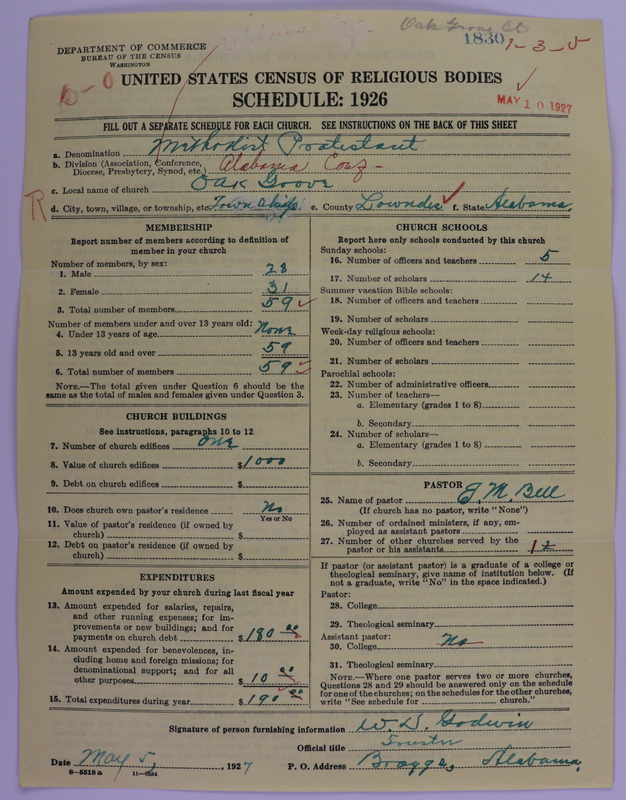 Oak Grove Ct.
1830
1-3-5
DEPARTMENT OF COMMERCE
BUREAU OF THE CENSUS
WASHINGTON
UNITED STATES CENSUS OF RELIGIOUS BODIES
SCHEDULE: 1926
MAY 10 1927
FILL OUT A SEPARATE SCHEDULE FOR EACH CHURCH. SEE INSTRUCTIONS ON THE BACK OF THIS SHEET
a. Denomination Methodist Protestant
b. Division (Association, Conference, Diocese, Presbytery, Synod, etc.) Alabama Conf-
c. Local name of church Oak Grove
R
d. City, town, village, or township, etc. Township e. County Lowndes f. State Alabama
MEMBERSHIP
Report number of members according to definition of
member in your church
Number of members, by sex:
1. Male 28
2. Female 31
3. Total number of members 59
Number of members under and over 13 years old:
4. Under 13 years of age None
5. 13 years old and over 59
6. Total number of members 59
NOTE.—The total given under Question 6 should be
same as the total of males and females given under Question 3.
CHURCH BUILDINGS
See instructions, paragraphs 10 to 12
7. Number of church edifices One
8. Value of church edifices $1000
9. Debt on church edifices $
10. Does church own pastor's residence No
Yes or No
11. Value of pastor's residence (if owned by
church) $
12. Debt on pastor's residence (if owned by
church) $
EXPENDITURES
Amount expended by your church during last fiscal year
13. Amount expended for salaries, repairs,
and other running expenses; for im-
provements or new buildings; and for
payments on church debt $180 00
14. Amount expended for benevolences, in-
cluding home and foreign missions; for
denominational support; and for all
other purposes $10 00
15. Total expenditures during year $190 00
CHURCH SCHOOLS
Report here only schools conducted by this church
Sunday schools:
16. Number of officers and teachers 5
17. Number of scholars 14
Summer vacation Bible schools:
18. Number of officers and teachers
19. Number of scholars
Week-day religious schools:
20. Number of officers and teachers
21. Number of scholars
Parochial schools:
22. Number of administrative officers
23. Number of teachers—
a. Elementary (grades 1 to 8)
b. Secondary
24. Number of scholars—
a. Elementary (grades 1 to 8)
b. Secondary
PASTOR
25. Name of pastor J. M. Bell
(If church has no pastor, write "None")
26. Number of ordained ministers, if any, em-
ployed as assistant pastors
27. Number of other churches served by the
pastor or his assistants 2
If pastor (or assistant pastor) is a graduate of a college or
theological seminary, give name of institution below. (If
not a graduate, write "No" in the space indicated.)
Pastor:
28. College
29. Theological seminary
Assistant pastor:
30. College No
31. Theological seminary
NOTE.—Where one pastor serves two or more churches,
Questions 28 and 29 should be answered only on the schedule
for one of the churches; on the schedules for the other churches,
write "See schedule for church."
Signature of person furnishing information W. D. Godwin
Official title Trustee
Date May 5, 1927 P. O. Address Braggs, Alabama
8-5518a 11-9034